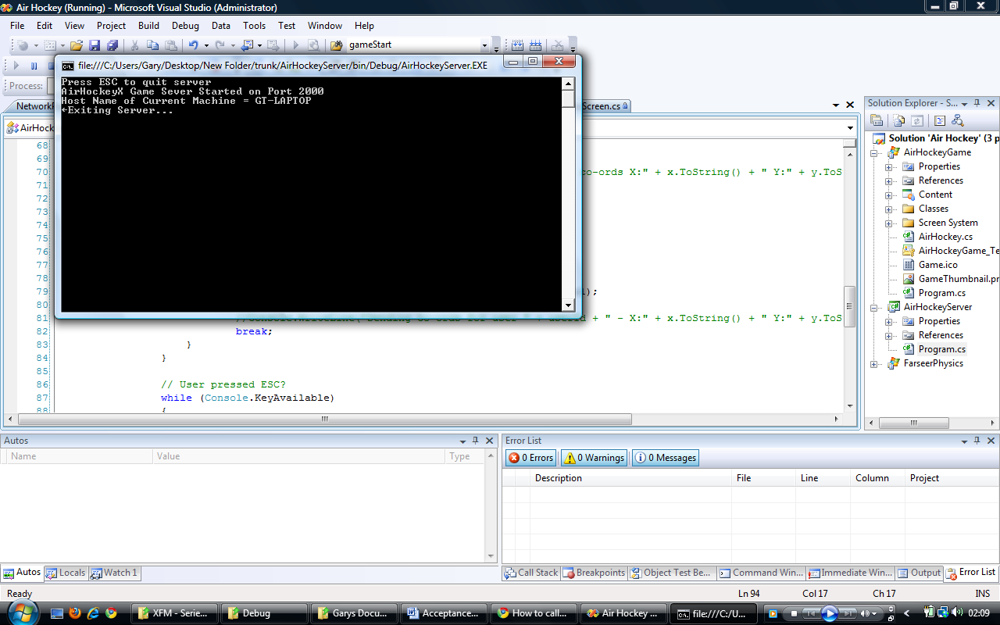 Air Hockey (Running) - Microsoft Visual Studio (Administrator)
File Edit View Project Build Debug Data Tools Test Window Help
gameStart
file:///C:/Users/Gary/Desktop/New Folder/trunk/AirHockeyServer/bin/Debug/AirHockeyServer.EXE
Press ESC to quit server
AirHockeyX Game Sever Started on Port 2000
Host Name of Current Machine = GT-LAPTOP
←Exiting Server...
Process:
NetworkP
Screen.cs
AirHock
68
69
70 co-ords X:" + x.ToString() + " Y:" + y.ToS
71
72
73
74
75
76
77
78
79 );
80
81 + " - X:" + x.ToString() + " Y:" + y.ToS
82 break;
83 }
84 }
85
86 // User pressed ESC?
87 while (Console.KeyAvailable)
88 {
Solution Explorer - S...
Solution 'Air Hockey' (3 p
AirHockeyGame
Properties
References
Content
Classes
Screen System
AirHockey.cs
AirHockeyGame_Te
Game.ico
GameThumbnail.pr
Program.cs
AirHockeyServer
Properties
References
Program.cs
FarseerPhysics
Autos
Name Value Type
Autos Locals Watch 1
Error List
0 Errors 0 Warnings 0 Messages
Description File Line Column Project
Call Stack Breakpoints Object Test Be... Command Win... Immediate Win... Output Error List
Ready Ln 94 Col 17 Ch 17 INS
XFM - Serie... Debug Garys Docu... Acceptance... How to call... Air Hockey ... file:///C:/U... 02:09